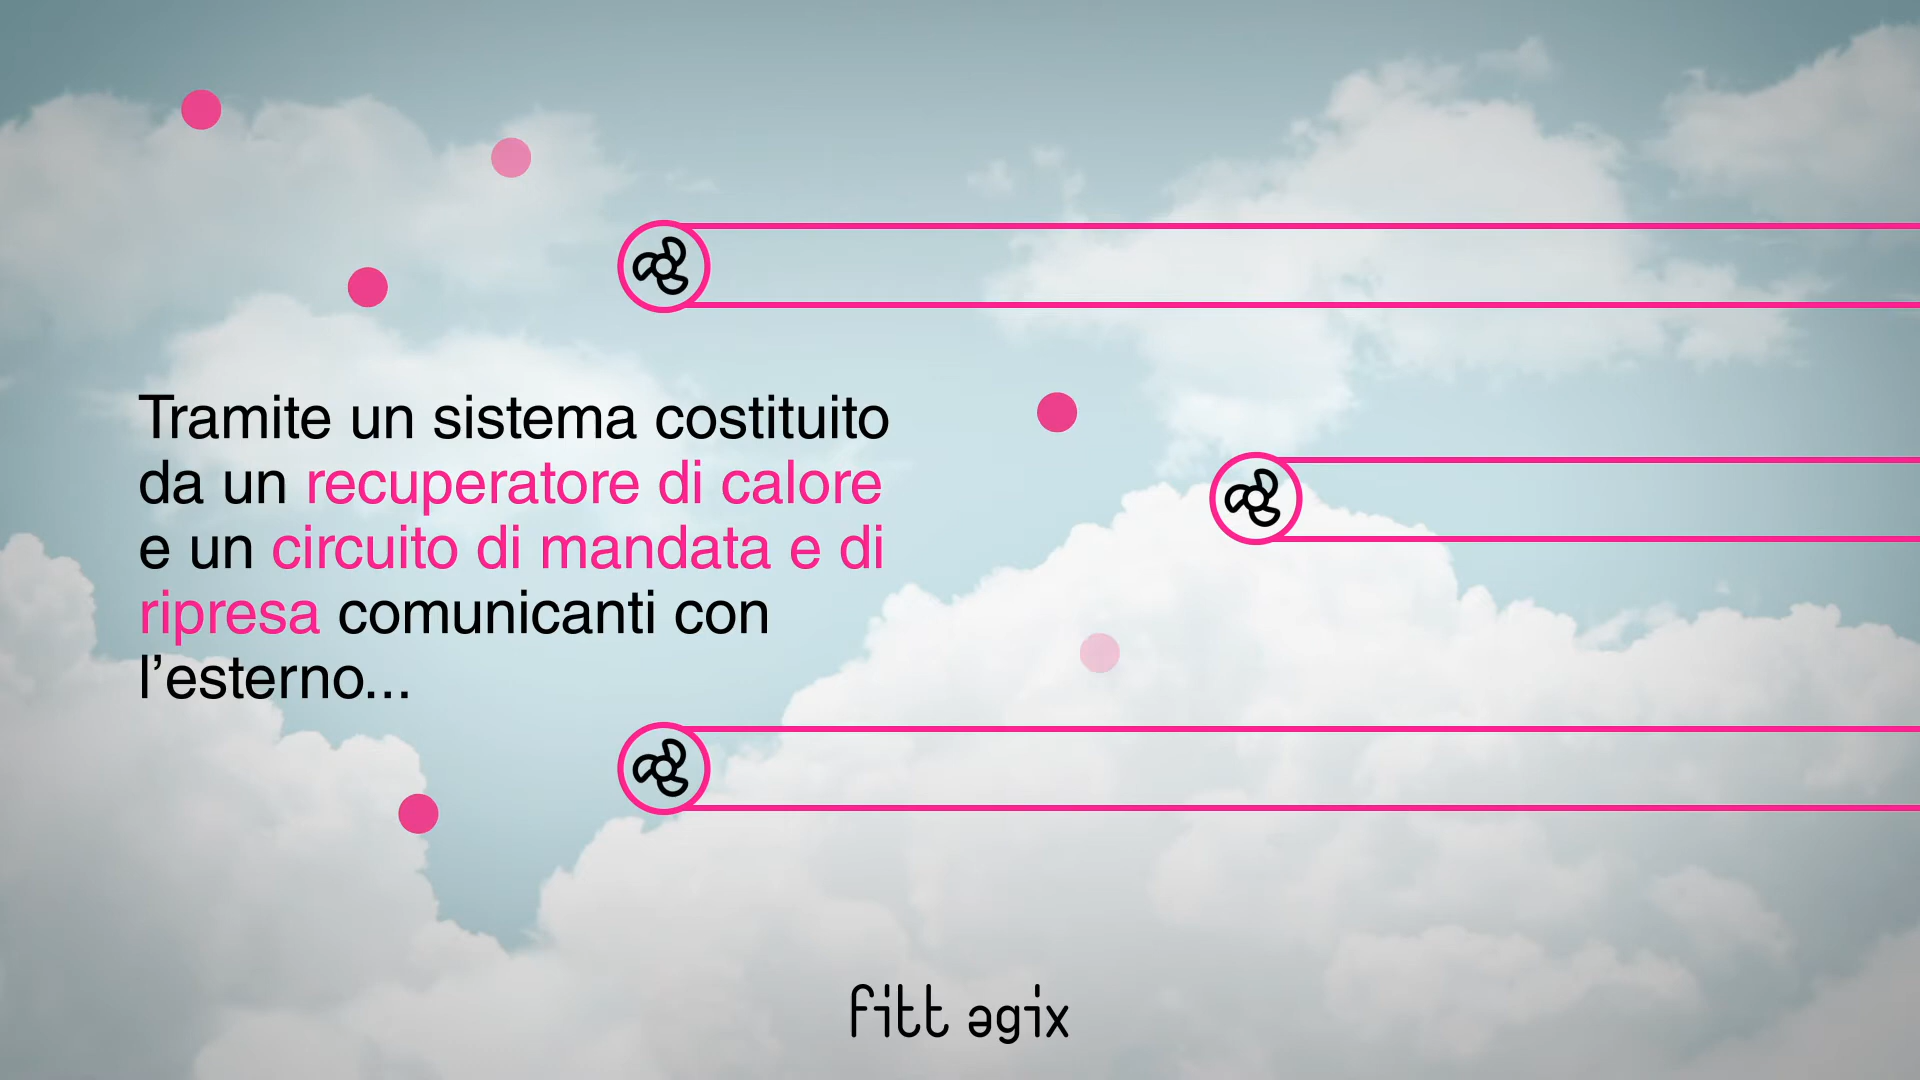 Tramite un sistema costituito
da un recuperatore di calore
e un circuito di mandata e di
ripresa comunicanti con
l’esterno...
fitt agix